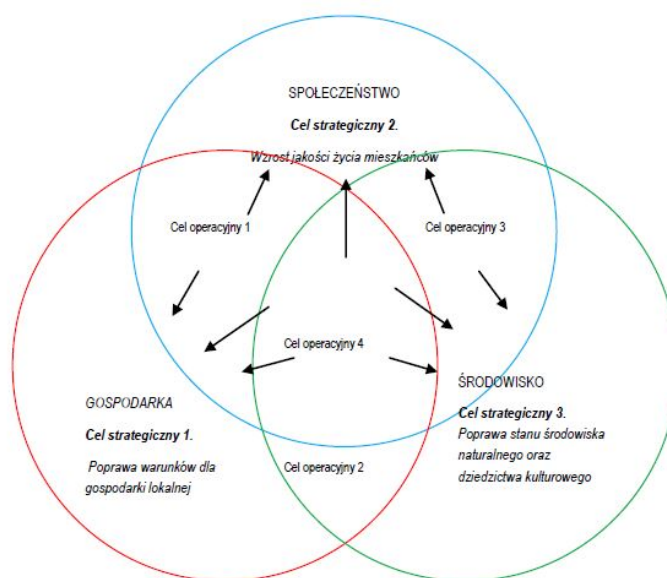 SPOŁECZEŃSTWO
Cel strategiczny 2.
Wzrost jakości życia mieszkańców
Cel operacyjny 1
Cel operacyjny 3
Cel operacyjny 4
GOSPODARKA
Cel strategiczny 1.
Poprawa warunków dla
gospodarki lokalnej
Cel operacyjny 2
ŚRODOWISKO
Cel strategiczny 3.
Poprawa stanu środowiska
naturalnego oraz
dziedzictwa kulturowego